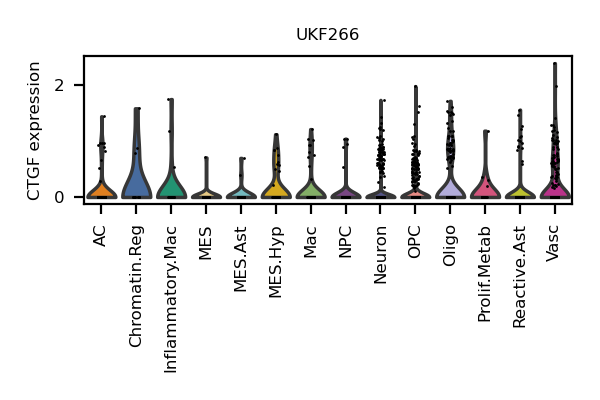 UKF266
CTGF expression
2
0
AC
Chromatin.Reg
Inflammatory.Mac
MES
MES.Ast
MES.Hyp
Mac
NPC
Neuron
OPC
Oligo
Prolif.Metab
Reactive.Ast
Vasc